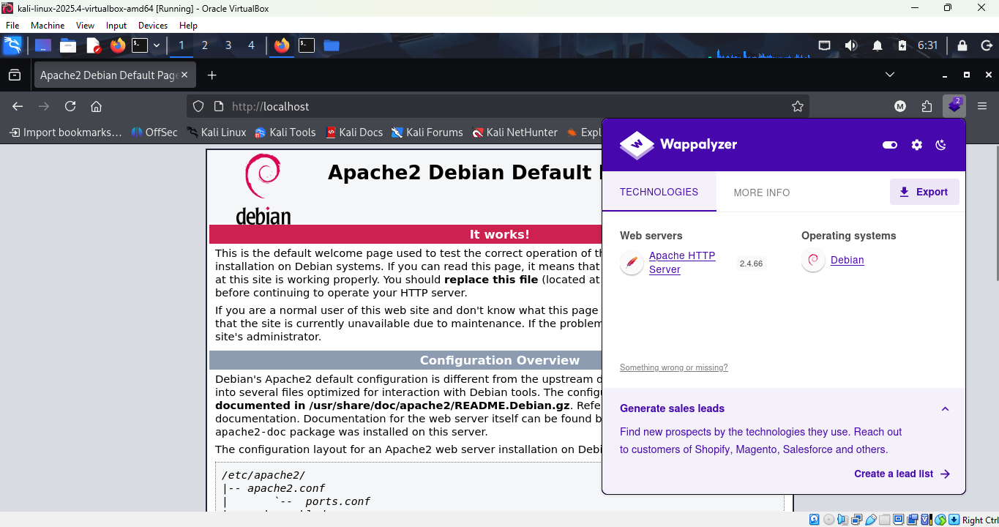 kali-linux-2025.4-virtualbox-amd64 [Running] - Oracle VirtualBox
File Machine View Input Devices Help
1 2 3 4 6:31
Apache2 Debian Default Page
http://localhost
M
2
Import bookmarks... OffSec Kali Linux Kali Tools Kali Docs Kali Forums Kali NetHunter Expl
Wappalyzer
TECHNOLOGIES MORE INFO Export
Web servers Operating systems
Apache HTTP
Server 2.4.66 Debian
Something wrong or missing?
Generate sales leads
Find new prospects by the technologies they use. Reach out
to customers of Shopify, Magento, Salesforce and others.
Create a lead list
debian
Apache2 Debian Default
It works!
This is the default welcome page used to test the correct operation of
installation on Debian systems. If you can read this page, it means that
at this site is working properly. You should replace this file (located at
before continuing to operate your HTTP server.
If you are a normal user of this web site and don't know what this page
that the site is currently unavailable due to maintenance. If the problem
site's administrator.
Configuration Overview
Debian's Apache2 default configuration is different from the upstream
into several files optimized for interaction with Debian tools. The
documented in /usr/share/doc/apache2/README.Debian.gz. Refe
documentation. Documentation for the web server itself can be found
apache2-doc package was installed on this server.
The configuration layout for an Apache2 web server installation on Debi
/etc/apache2/
|-- apache2.conf
| `-- ports.conf
Right Ctrl